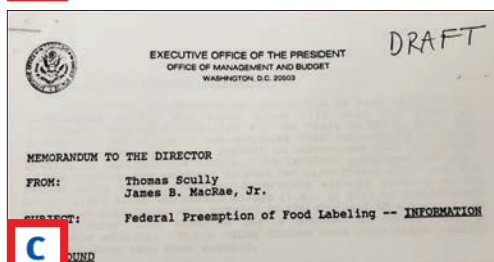 DRAFT
EXECUTIVE OFFICE OF THE PRESIDENT
OFFICE OF MANAGEMENT AND BUDGET
WASHINGTON, D.C. 20503
MEMORANDUM TO THE DIRECTOR
FROM: Thomas Scully
James B. MacRae, Jr.
SUBJECT: Federal Preemption of Food Labeling -- INFORMATION
C OUND